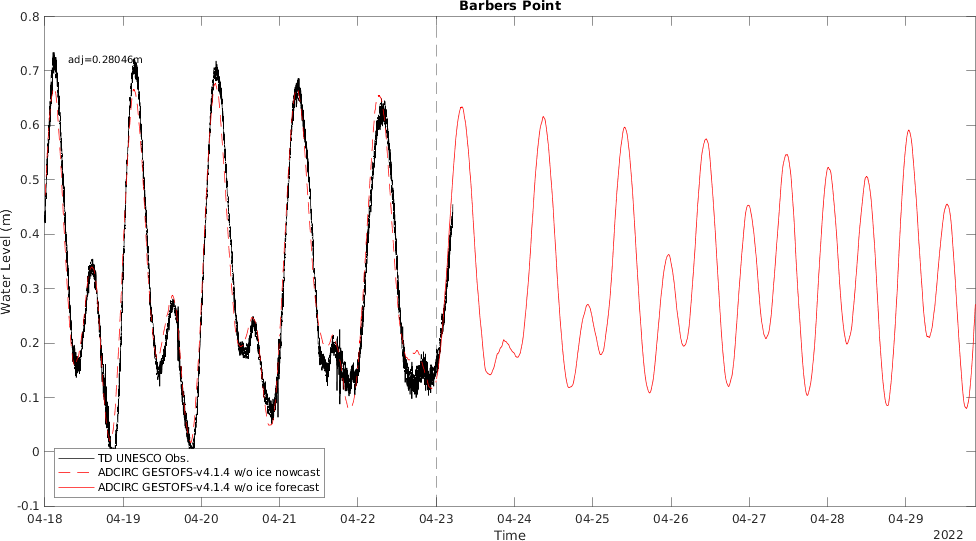 Barbers Point
0.8
0.7
0.6
0.5
0.4
0.3
0.2
0.1
0
-0.1
Water Level (m)
adj=0.28046m
TD UNESCO Obs.
ADCIRC GESTOFS-v4.1.4 w/o ice nowcast
ADCIRC GESTOFS-v4.1.4 w/o ice forecast
04-18 04-19 04-20 04-21 04-22 04-23 04-24 04-25 04-26 04-27 04-28 04-29
Time
2022